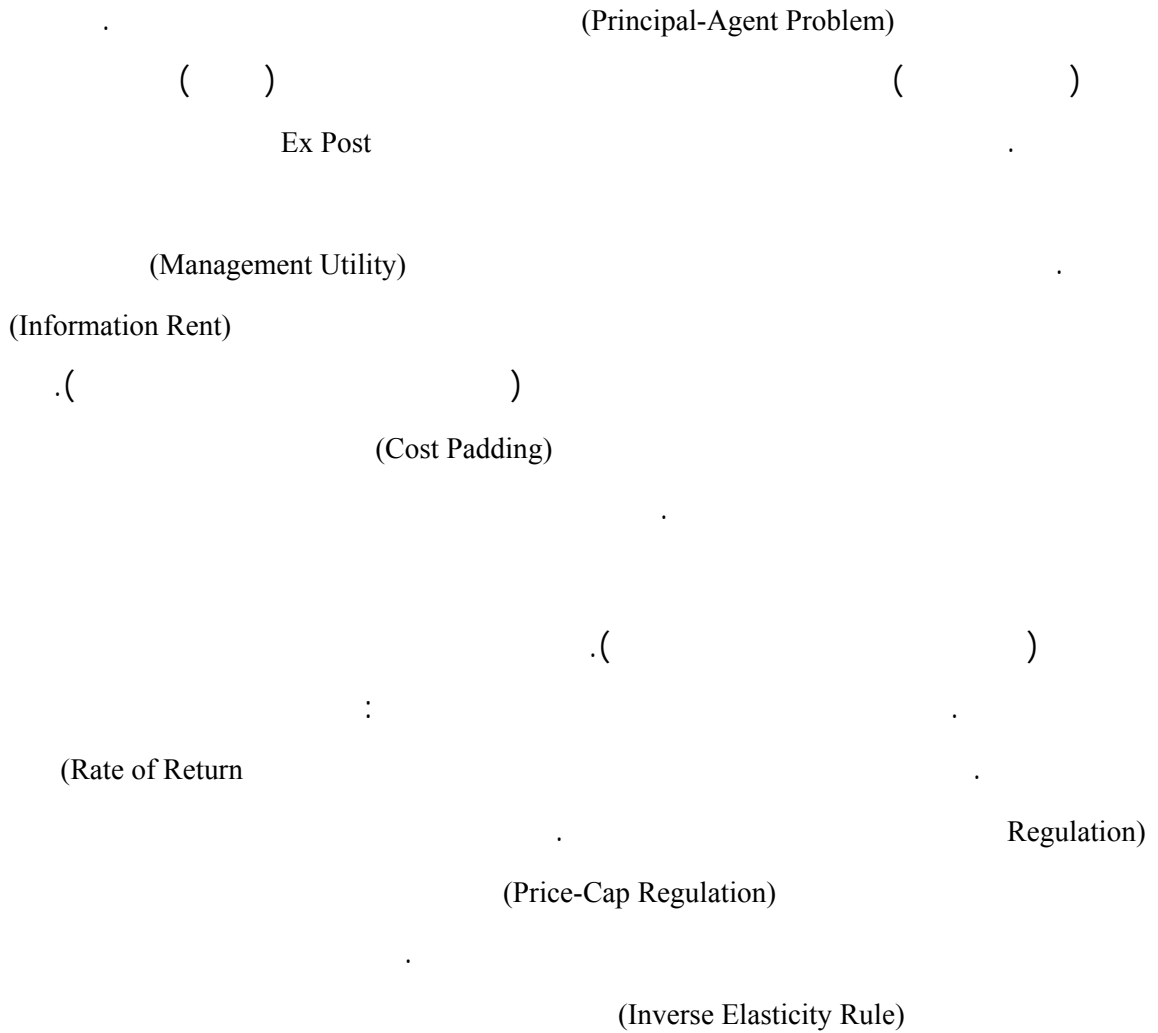 . (Principal-Agent Problem)
( ) ( )
Ex Post .
(Management Utility) .
(Information Rent)
.( )
(Cost Padding)
.
.( )
: .
(Rate of Return .
. Regulation)
(Price-Cap Regulation)
.
(Inverse Elasticity Rule)